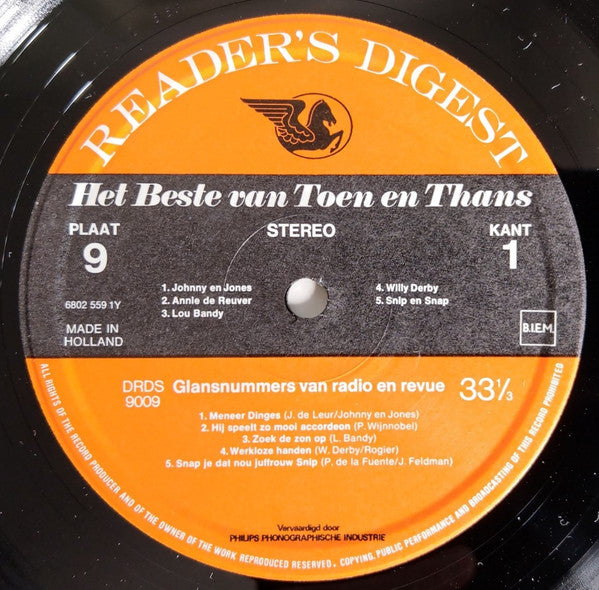 READER'S DIGEST
Het Beste van Toen en Thans
PLAAT
9
STEREO
KANT
1
1. Johnny en Jones
2. Annie de Reuver
3. Lou Bandy
4. Willy Derby
5. Snip en Snap
6802 559 1Y
MADE IN
HOLLAND
B.I.E.M.
DRDS
9009
Glansnummers van radio en revue
33⅓
1. Meneer Dinges (J. de Leur/Johnny en Jones)
2. Hij speelt zo mooi accordeon (P. Wijnnobel)
3. Zoek de zon op (L. Bandy)
4. Werkloze handen (W. Derby/Rogier)
5. Snap je dat nou juffrouw Snip (P. de la Fuente/J. Feldman)
Vervaardigd door
PHILIPS PHONOGRAPHISCHE INDUSTRIE
ALL RIGHTS OF THE RECORD PRODUCER AND OF THE OWNER OF THE WORK REPRODUCED RESERVED. COPYING, PUBLIC PERFORMANCE AND BROADCASTING OF THIS RECORD PROHIBITED